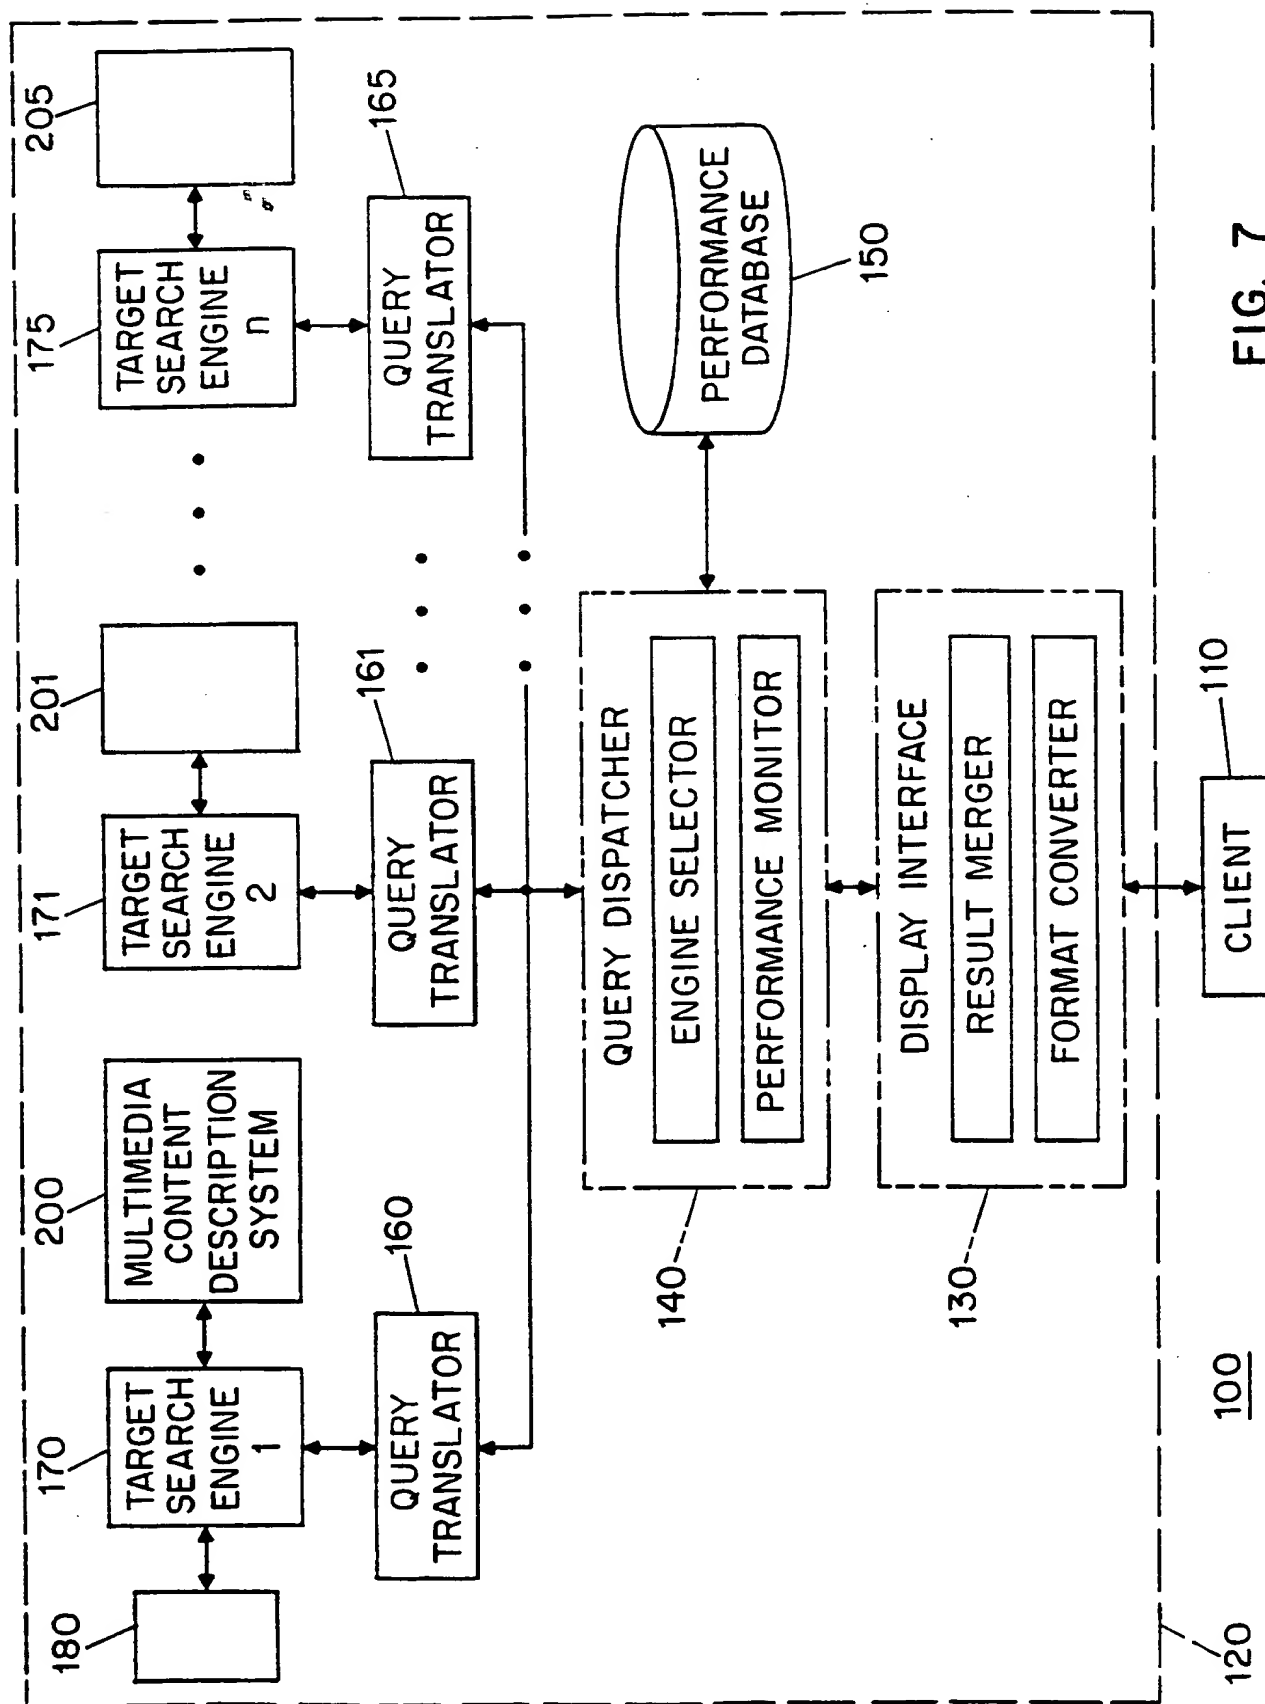 180
170
200
171
201
175
205
TARGET
SEARCH
ENGINE
1
MULTIMEDIA
CONTENT
DESCRIPTION
SYSTEM
TARGET
SEARCH
ENGINE
2
TARGET
SEARCH
ENGINE
n
160
161
165
QUERY
TRANSLATOR
QUERY
TRANSLATOR
QUERY
TRANSLATOR
QUERY DISPATCHER
ENGINE SELECTOR
PERFORMANCE MONITOR
140
PERFORMANCE
DATABASE
150
DISPLAY INTERFACE
RESULT MERGER
FORMAT CONVERTER
130
120
100
CLIENT
110
FIG. 7